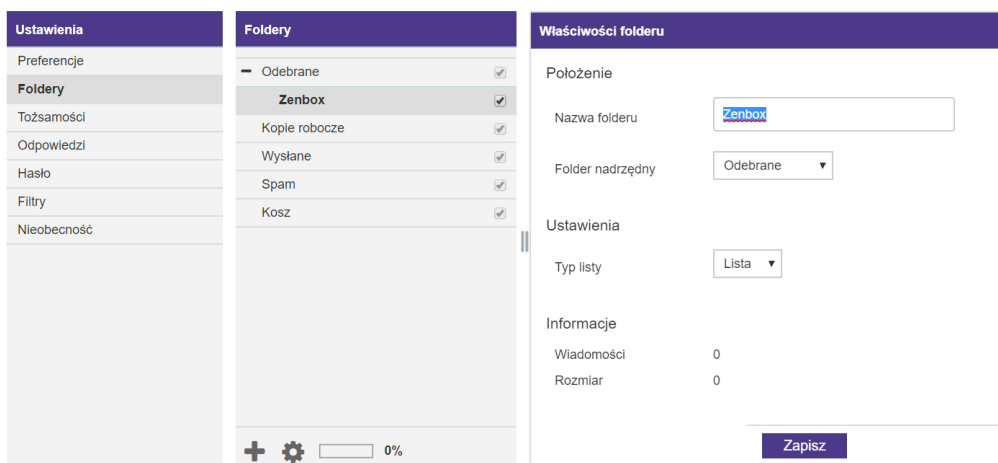 Ustawienia
Preferencje
Foldery
Tożsamości
Odpowiedzi
Hasło
Filtry
Nieobecność
Foldery
Odebrane
Zenbox
Kopie robocze
Wysłane
Spam
Kosz
0%
Właściwości folderu
Położenie
Nazwa folderu Zenbox
Folder nadrzędny Odebrane
Ustawienia
Typ listy Lista
Informacje
Wiadomości 0
Rozmiar 0
Zapisz